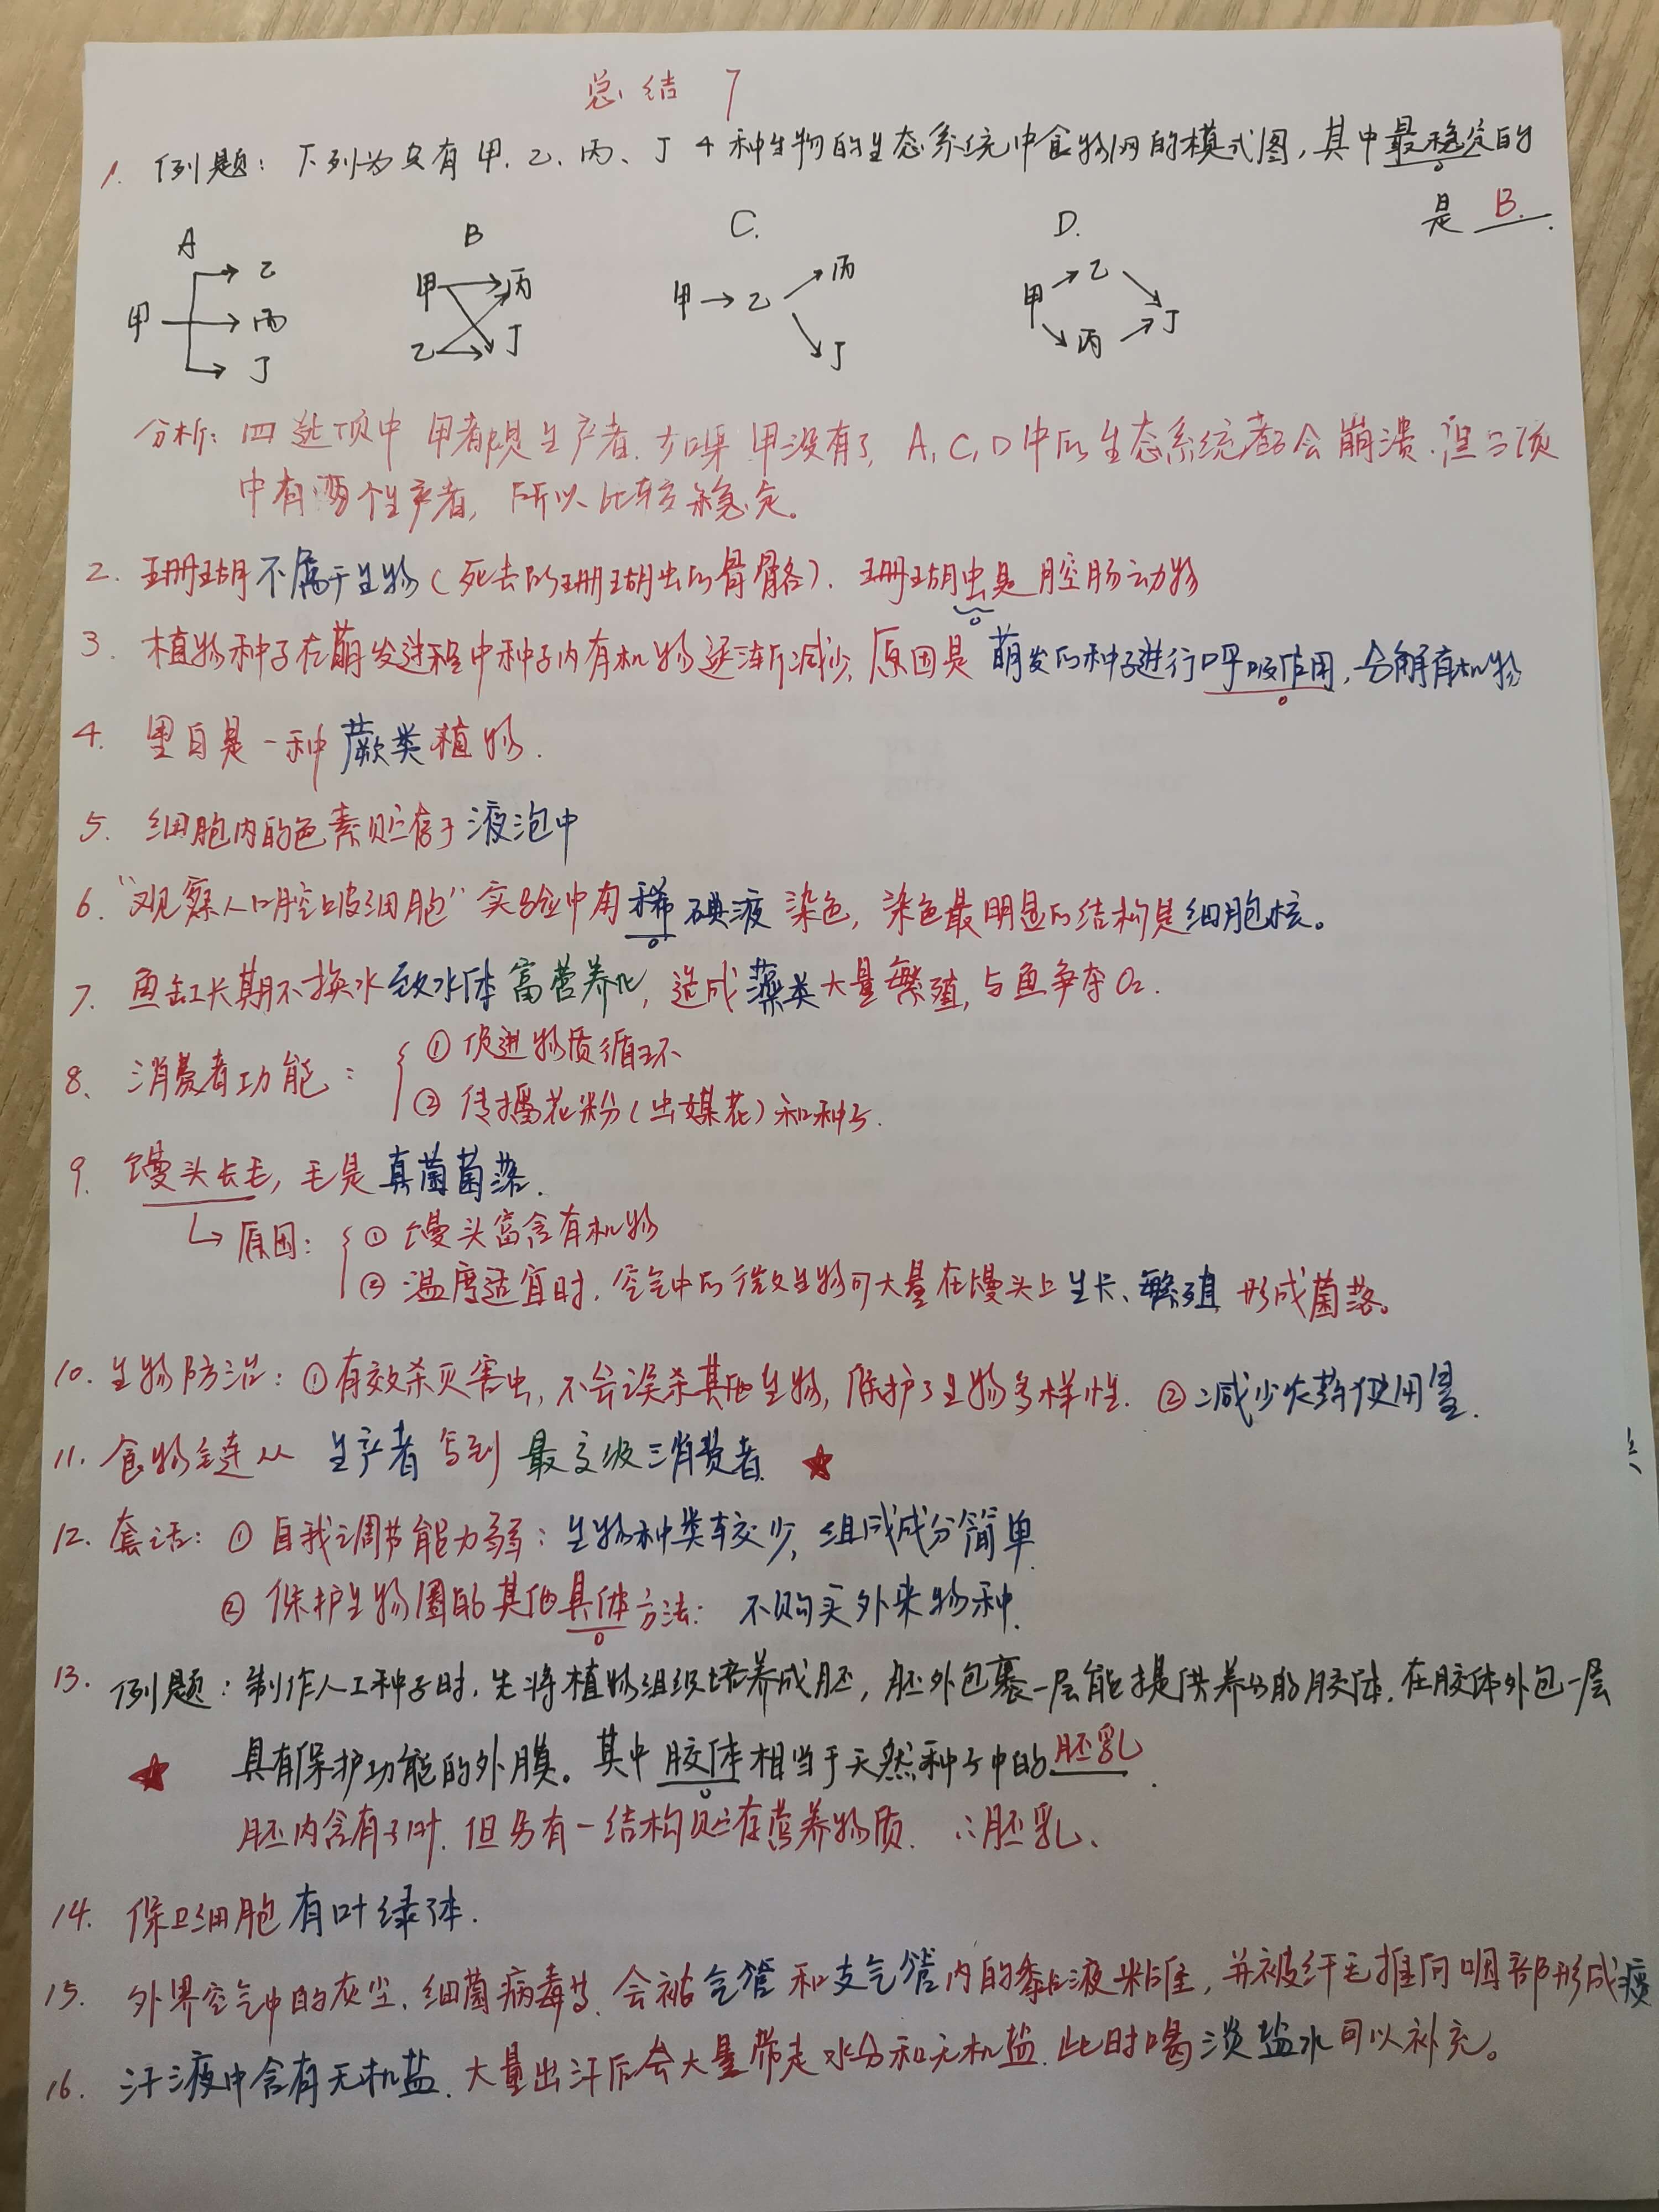 总结 7
1. 例题：下列为只有甲、乙、丙、丁4种生物的生态系统中食物网的模式图，其中最稳定的
是 B.
A B C. D.
甲 乙 丙 丁
甲 丙 乙 丁
甲→乙 丙 丁
甲 乙 丙 丁
分析：四选项中 甲者都是生产者. 如果甲没有了, A, C, D中的生态系统都会崩溃. 但B项
中有两个生产者, 所以比较稳定。
2. 珊瑚不属于生物(死去的珊瑚虫的骨骼). 珊瑚虫是腔肠动物
3. 植物种子在萌发过程中种子内有机物逐渐减少, 原因是萌发的种子进行呼吸作用, 分解有机物
4. 里白是一种蕨类植物.
5. 细胞内的色素贮存于液泡中
6. “观察人口腔上皮细胞”实验中用稀碘液染色, 染色最明显的结构是细胞核。
7. 鱼缸长期不换水致水体富营养化, 造成藻类大量繁殖, 与鱼争夺O₂.
8、消费者功能: ①促进物质循环
②传播花粉(虫媒花)和种子.
9. 馒头长毛, 毛是真菌菌落.
↳原因: ①馒头富含有机物
②温度适宜时, 空气中的微生物可大量在馒头上生长、繁殖 形成菌落。
10. 生物防治: ①有效杀灭害虫, 不会误杀其他生物, 保护了生物多样性. ②减少农药使用量.
11. 食物链从 生产者 写到 最高级消费者 ★
12. 套话: ①自我调节能力弱: 生物种类较少, 组成成分简单.
②保护生物圈的其他具体方法: 不购买外来物种.
13. 例题: 制作人工种子时, 先将植物组织培养成胚, 胚外包裹一层能提供养分的胶体, 在胶体外包一层
★ 具有保护功能的外膜。其中胶体相当于天然种子中的胚乳.
胚内含有子叶, 但另有一结构贮存营养物质. ∴胚乳、
14. 保卫细胞有叶绿体.
15. 外界空气中的灰尘、细菌病毒等, 会被气管和支气管内的黏液粘住, 并被纤毛推向咽部形成痰
16. 汗液中含有无机盐. 大量出汗后会大量带走水分和无机盐. 此时喝淡盐水可以补充。